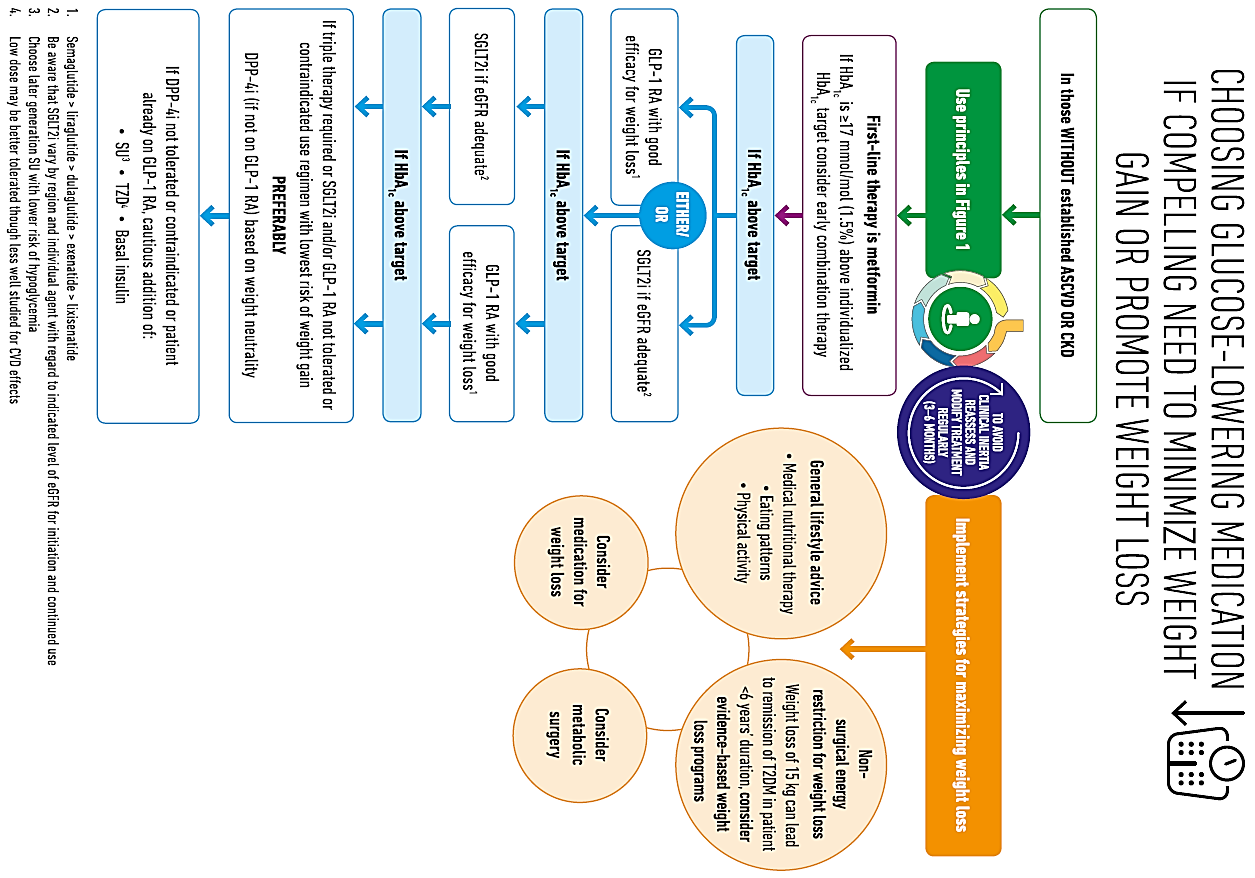 CHOOSING GLUCOSE-LOWERING MEDICATION
IF COMPELLING NEED TO MINIMIZE WEIGHT
GAIN OR PROMOTE WEIGHT LOSS
In those WITHOUT established ASCVD OR CKD
Use principles in Figure 1
TO AVOID
CLINICAL INERTIA
REASSESS AND
MODIFY TREATMENT
REGULARLY
(3–6 MONTHS)
Implement strategies for maximizing weight loss
First-line therapy is metformin
If HbA1c is ≥17 mmol/mol (1.5%) above individualized
HbA1c target consider early combination therapy
If HbA1c above target
EITHER/
OR
GLP-1 RA with good
efficacy for weight loss1
SGLT2i if eGFR adequate2
If HbA1c above target
SGLT2i if eGFR adequate2
GLP-1 RA with good
efficacy for weight loss1
If HbA1c above target
If triple therapy required or SGLT2i and/or GLP-1 RA not tolerated or
contraindicated use regimen with lowest risk of weight gain
PREFERABLY
DPP-4i (if not on GLP-1 RA) based on weight neutrality
If DPP-4i not tolerated or contraindicated or patient
already on GLP-1 RA, cautious addition of:
• SU3 • TZD4 • Basal insulin
General lifestyle advice
• Medical nutritional therapy
• Eating patterns
• Physical activity
Non-
surgical energy
restriction for weight loss
Weight loss of 15 kg can lead
to remission of T2DM in patient
<6 years' duration, consider
evidence-based weight
loss programs
Consider
medication for
weight loss
Consider
metabolic
surgery
1. Semaglutide > liraglutide > dulaglutide > exenatide > lixisenatide
2. Be aware that SGLT2i vary by region and individual agent with regard to indicated level of eGFR for initiation and continued use
3. Choose later generation SU with lower risk of hypoglycemia
4. Low dose may be better tolerated though less well studied for CVD effects